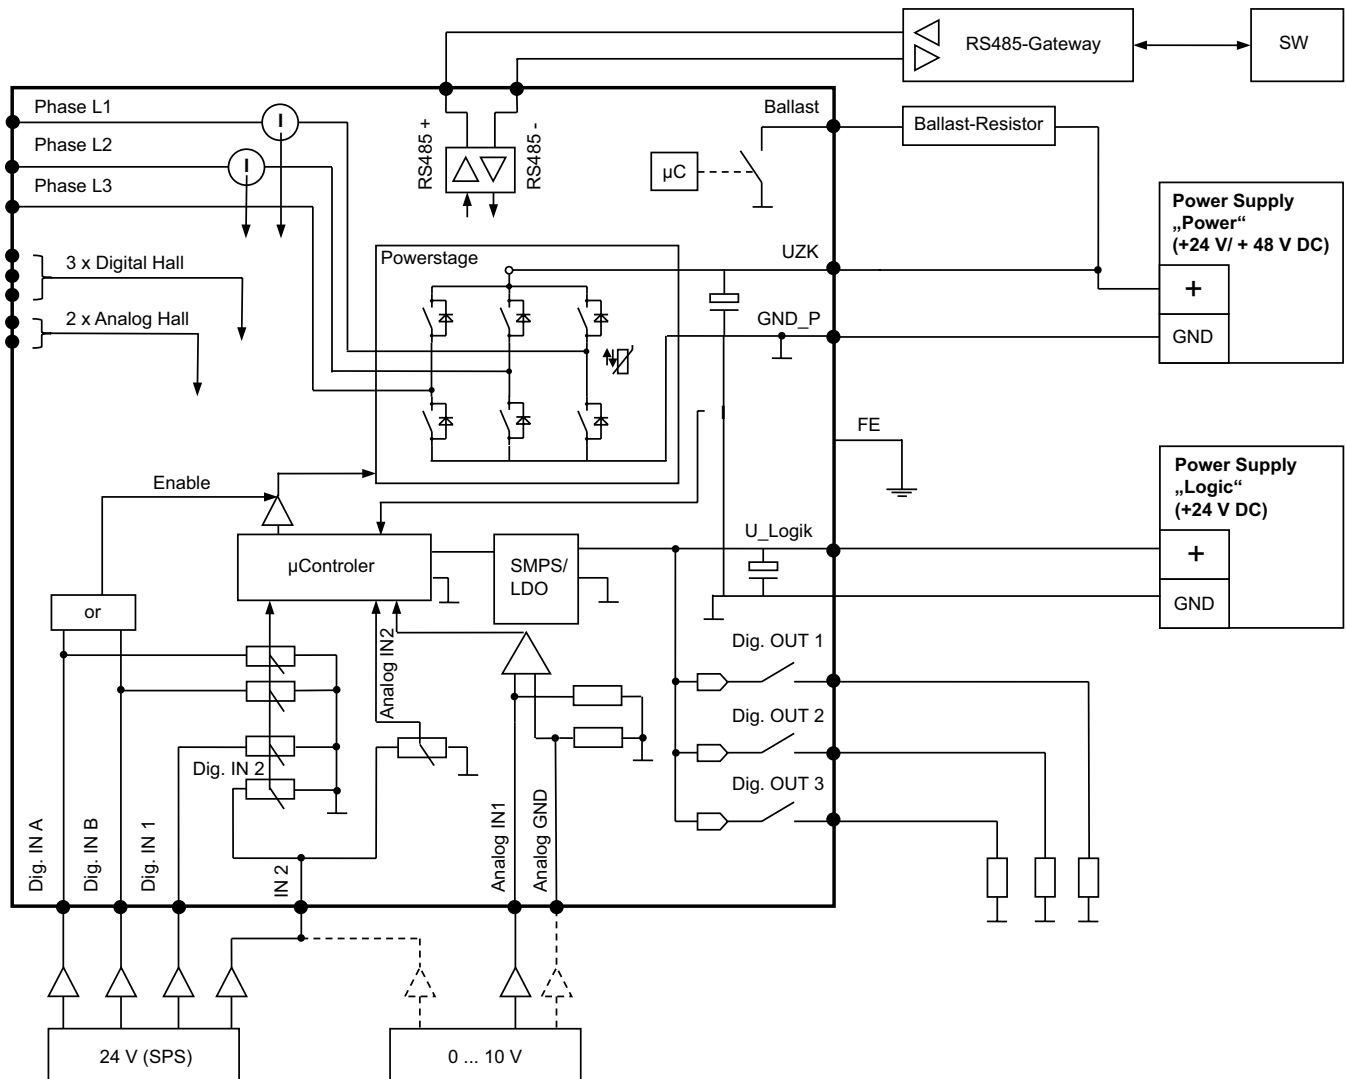 RS485-Gateway
SW
Phase L1
Phase L2
Phase L3
RS485 +
RS485 -
Ballast
Ballast-Resistor
µC
Power Supply
„Power“
(+24 V/ + 48 V DC)
+
GND
3 x Digital Hall
2 x Analog Hall
Powerstage
UZK
GND_P
FE
Enable
µControler
SMPS/
LDO
U_Logik
Power Supply
„Logic“
(+24 V DC)
+
GND
or
Analog IN2
Dig. OUT 1
Dig. OUT 2
Dig. OUT 3
Dig. IN 2
Dig. IN A
Dig. IN B
Dig. IN 1
IN 2
Analog IN1
Analog GND
I
I
24 V (SPS)
0 ... 10 V